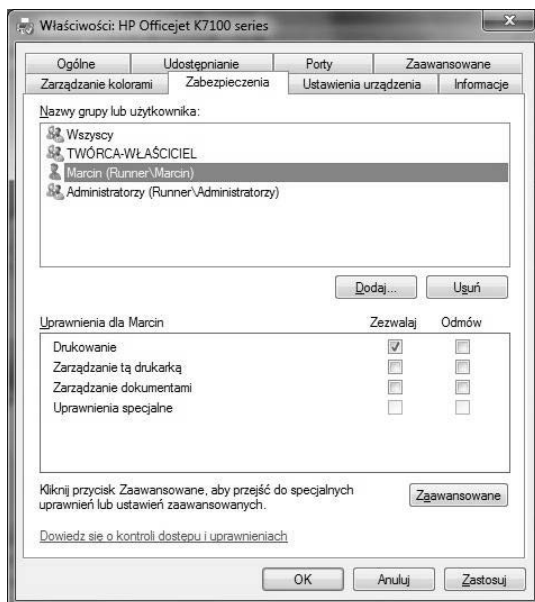 Właściwości: HP Officejet K7100 series
Ogólne Udostępnianie Porty Zaawansowane
Zarządzanie kolorami Zabezpieczenia Ustawienia urządzenia Informacje
Nazwy grupy lub użytkownika:
Wszyscy
TWÓRCA-WŁAŚCICIEL
Marcin (Runner\Marcin)
Administratorzy (Runner\Administratorzy)
Dodaj... Usuń
Uprawnienia dla Marcin Zezwalaj Odmów
Drukowanie
Zarządzanie tą drukarką
Zarządzanie dokumentami
Uprawnienia specjalne
Kliknij przycisk Zaawansowane, aby przejść do specjalnych
uprawnień lub ustawień zaawansowanych.
Zaawansowane
Dowiedz się o kontroli dostępu i uprawnieniach
OK Anuluj Zastosuj